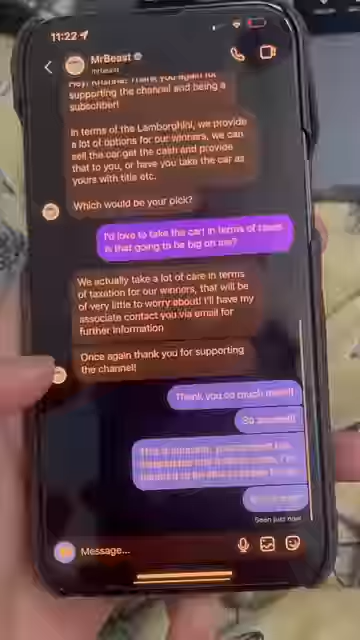 11:22
MrBeast
mrbeast
Hey! Thank you again for
supporting the channel and being a
subscriber!
In terms of the Lamborghini, we provide
a lot of options for our winners, we can
sell the car get the cash and provide
that to you, or have you take the car as
yours with title etc.
Which would be your pick?
I'd love to take the car! In terms of taxes
is that going to be big on me?
We actually take a lot of care in terms
of taxation for our winners, that will be
of very little to worry about! I'll have my
associate contact you via email for
further information
Once again thank you for supporting
the channel!
Thank you so much
So
Seen just now
Message...